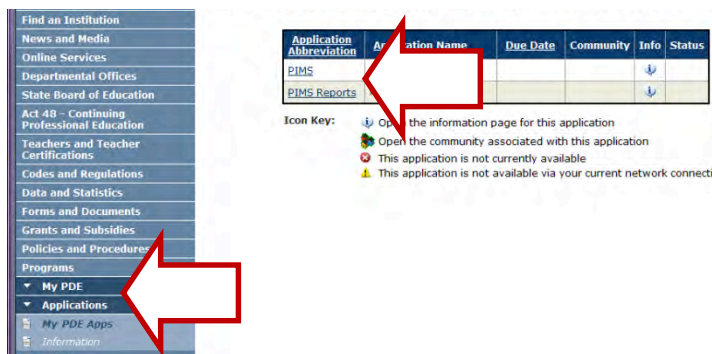 Find an Institution
News and Media
Online Services
Departmental Offices
State Board of Education
Act 48 - Continuing
Professional Education
Teachers and Teacher
Certifications
Codes and Regulations
Data and Statistics
Forms and Documents
Grants and Subsidies
Policies and Procedures
Programs
My PDE
Applications
My PDE Apps
Information
Application Abbreviation Name Due Date Community Info Status
PIMS
PIMS Reports
Icon Key: the information page for this application
Open the community associated with this application
This application is not currently available
This application is not available via your current network